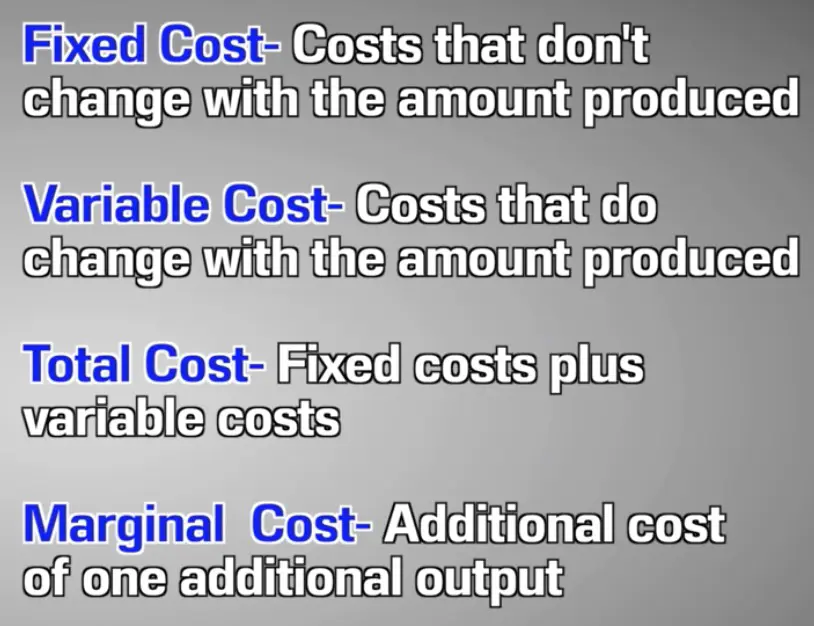 Fixed Cost- Costs that don't
change with the amount produced
Variable Cost- Costs that do
change with the amount produced
Total Cost- Fixed costs plus
variable costs
Marginal  Cost- Additional cost
of one additional output